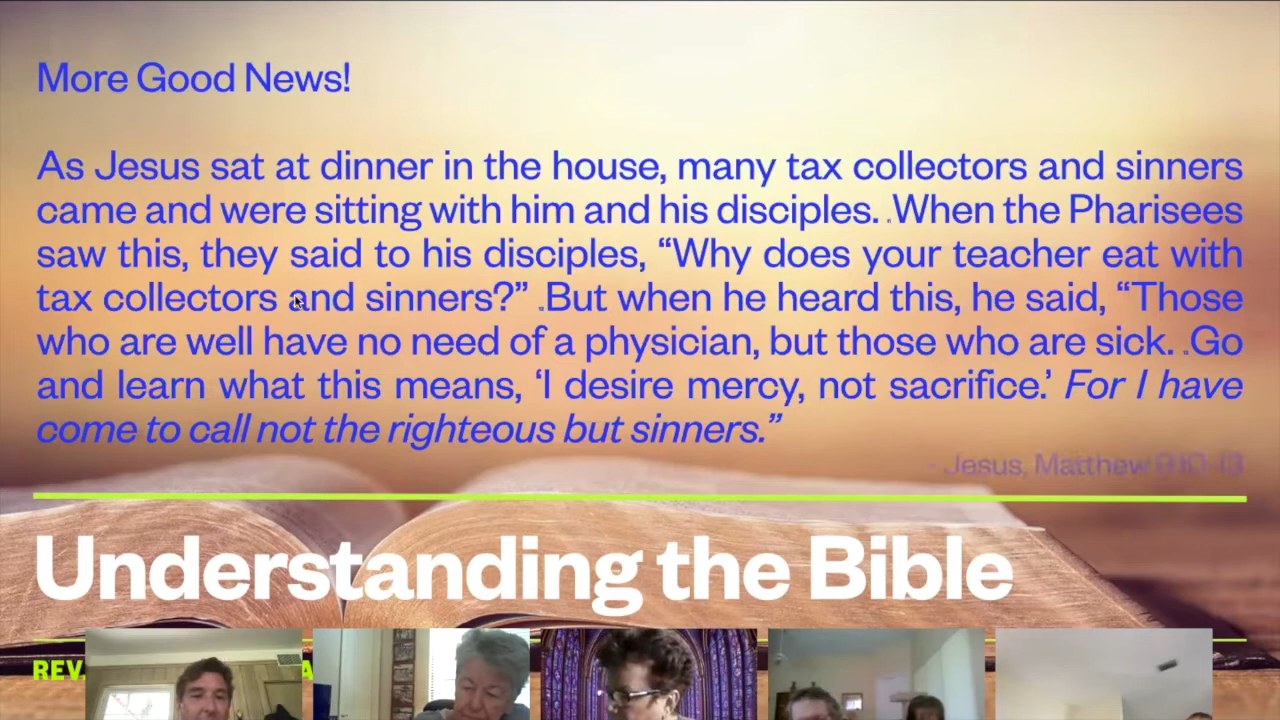 More Good News!
As Jesus sat at dinner in the house, many tax collectors and sinners
came and were sitting with him and his disciples. .When the Pharisees
saw this, they said to his disciples, “Why does your teacher eat with
tax collectors and sinners?” .But when he heard this, he said, “Those
who are well have no need of a physician, but those who are sick. .Go
and learn what this means, ‘I desire mercy, not sacrifice.’ For I have
come to call not the righteous but sinners.”
- Jesus, Matthew 9:10-13
Understanding the Bible
REV.